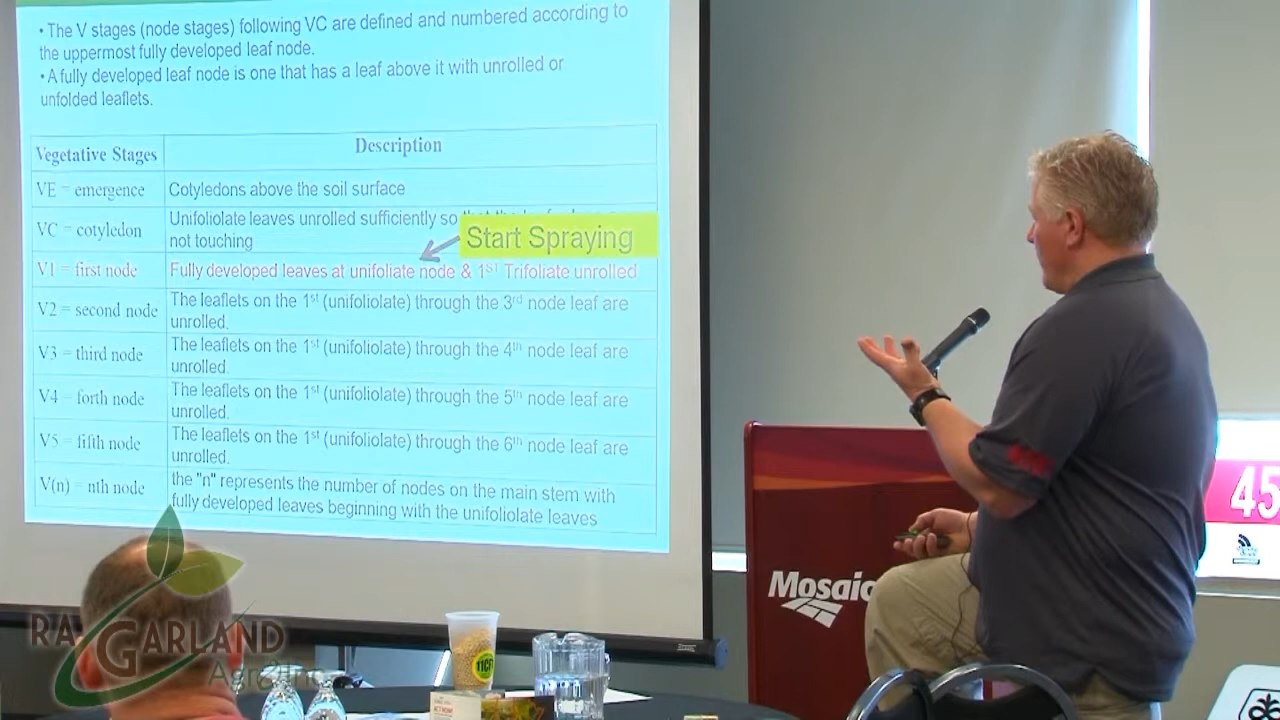 • The V stages (node stages) following VC are defined and numbered according to
the uppermost fully developed leaf node.
• A fully developed leaf node is one that has a leaf above it with unrolled or
unfolded leaflets.
Vegetative Stages
Description
VE = emergence
Cotyledons above the soil surface
VC = cotyledon
Unifoliolate leaves unrolled sufficiently so
not touching
Start Spraying
V1 = first node
Fully developed leaves at unifoliate node & 1ST Trifoliate unrolled
V2 = second node
The leaflets on the 1st (unifoliolate) through the 3rd node leaf are
unrolled.
V3 = third node
The leaflets on the 1st (unifoliolate) through the 4th node leaf are
unrolled.
V4 = forth node
The leaflets on the 1st (unifoliolate) through the 5th node leaf are
unrolled.
V5 = fifth node
The leaflets on the 1st (unifoliolate) through the 6th node leaf are
unrolled.
V(n) = nth node
the "n" represents the number of nodes on the main stem with
fully developed leaves beginning with the unifoliolate leaves
Mosaic
45
RA GARLAND